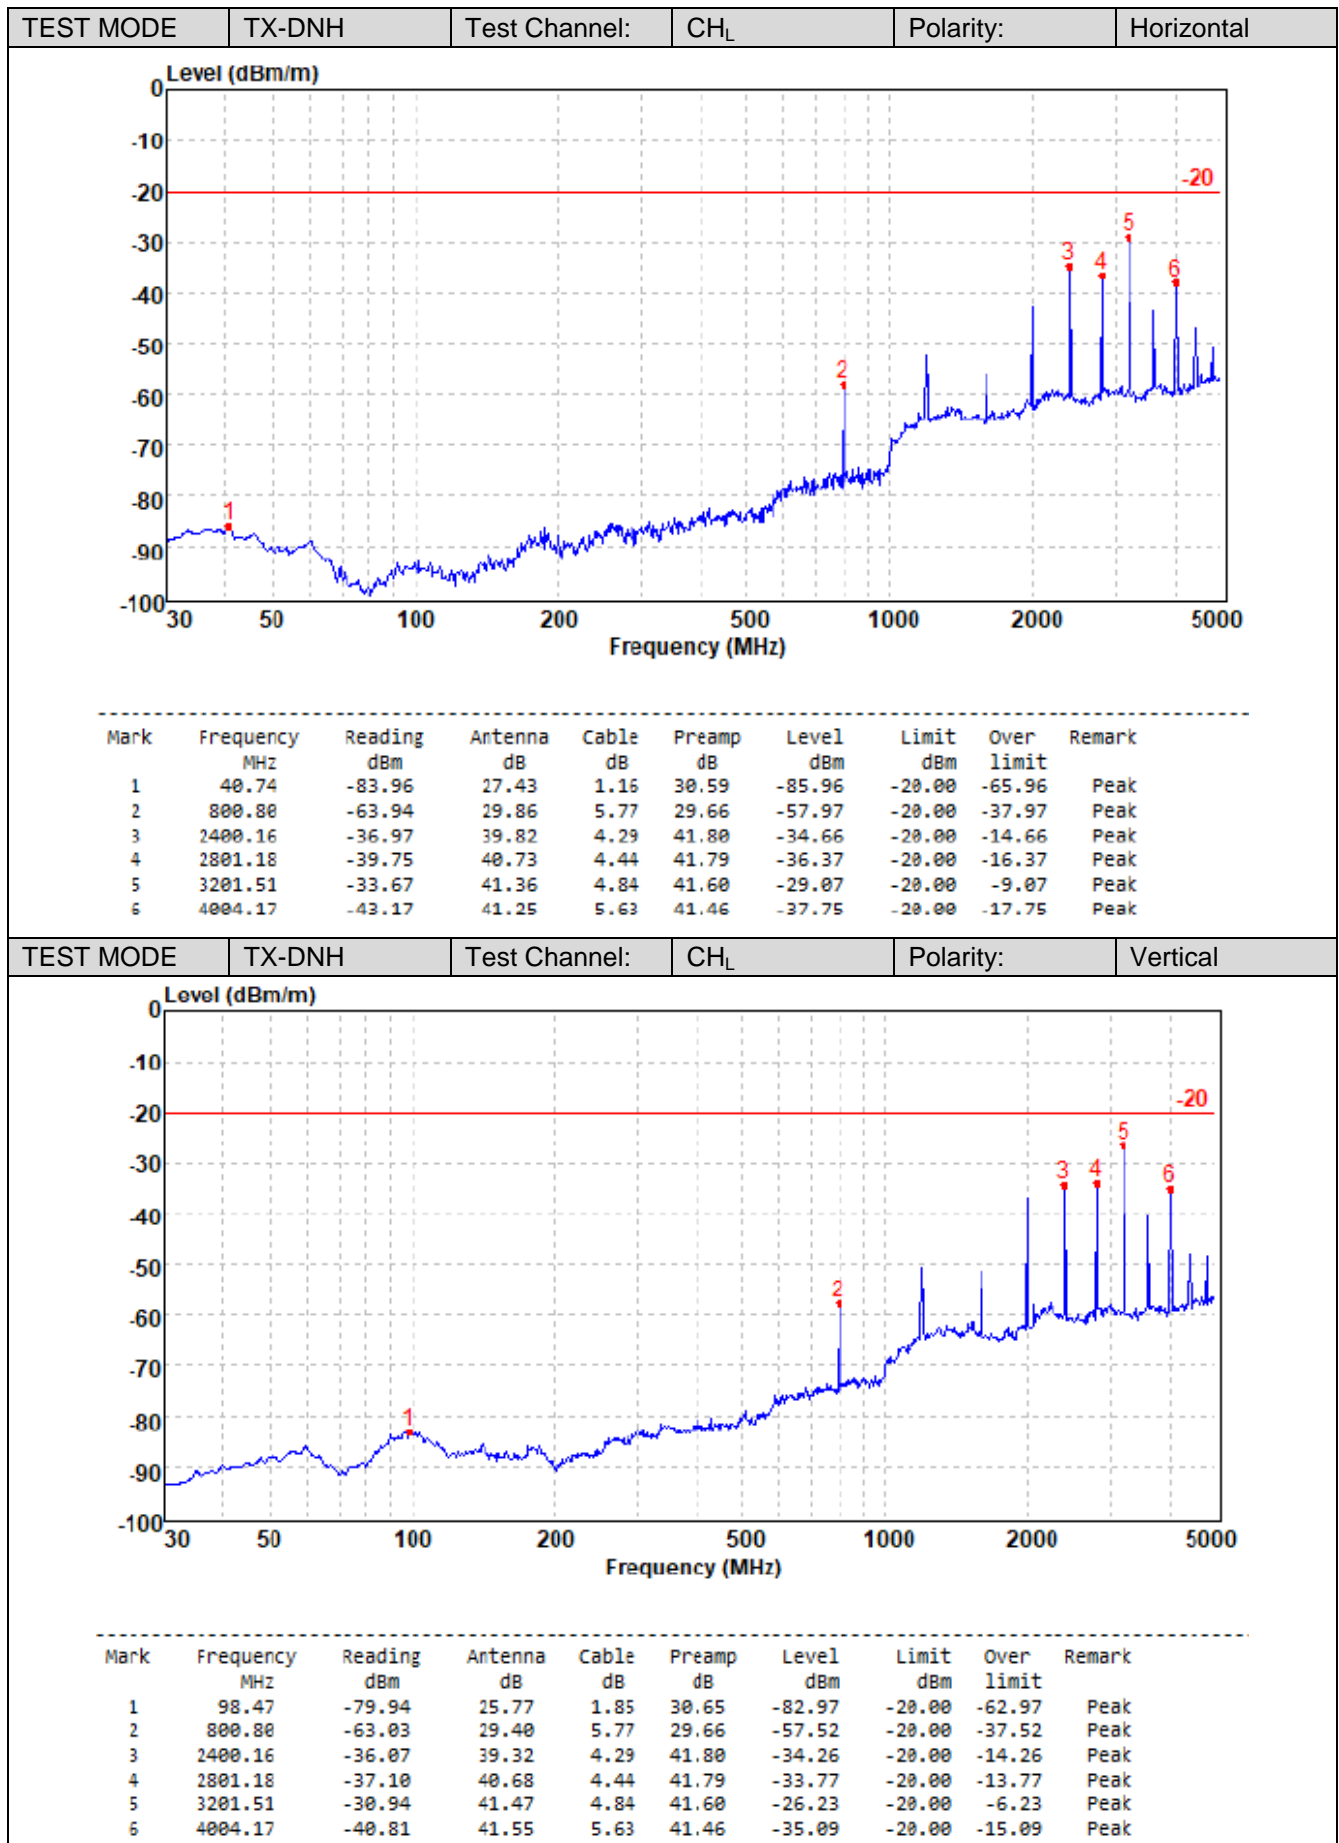 TEST MODE TX-DNH Test Channel: CHL Polarity: Horizontal
Level (dBm/m)
0
-10
-20
-20
-30
-40
-50
-60
-70
-80
-90
-100
1
2
3
4
5
6
30 50 100 200 500 1000 2000 5000
Frequency (MHz)
Mark Frequency Reading Antenna Cable Preamp Level Limit Over Remark
MHz dBm dB dB dB dBm dBm limit
1 40.74 -83.96 27.43 1.16 30.59 -85.96 -20.00 -65.96 Peak
2 800.80 -63.94 29.86 5.77 29.66 -57.97 -20.00 -37.97 Peak
3 2400.16 -36.97 39.82 4.29 41.80 -34.66 -20.00 -14.66 Peak
4 2801.18 -39.75 40.73 4.44 41.79 -36.37 -20.00 -16.37 Peak
5 3201.51 -33.67 41.36 4.84 41.60 -29.07 -20.00 -9.07 Peak
6 4004.17 -43.17 41.25 5.63 41.46 -37.75 -20.00 -17.75 Peak
TEST MODE TX-DNH Test Channel: CHL Polarity: Vertical
Level (dBm/m)
0
-10
-20
-20
-30
-40
-50
-60
-70
-80
-90
-100
1
2
3
4
5
6
30 50 100 200 500 1000 2000 5000
Frequency (MHz)
Mark Frequency Reading Antenna Cable Preamp Level Limit Over Remark
MHz dBm dB dB dB dBm dBm limit
1 98.47 -79.94 25.77 1.85 30.65 -82.97 -20.00 -62.97 Peak
2 800.80 -63.03 29.40 5.77 29.66 -57.52 -20.00 -37.52 Peak
3 2400.16 -36.07 39.32 4.29 41.80 -34.26 -20.00 -14.26 Peak
4 2801.18 -37.10 40.68 4.44 41.79 -33.77 -20.00 -13.77 Peak
5 3201.51 -30.94 41.47 4.84 41.60 -26.23 -20.00 -6.23 Peak
6 4004.17 -40.81 41.55 5.63 41.46 -35.09 -20.00 -15.09 Peak